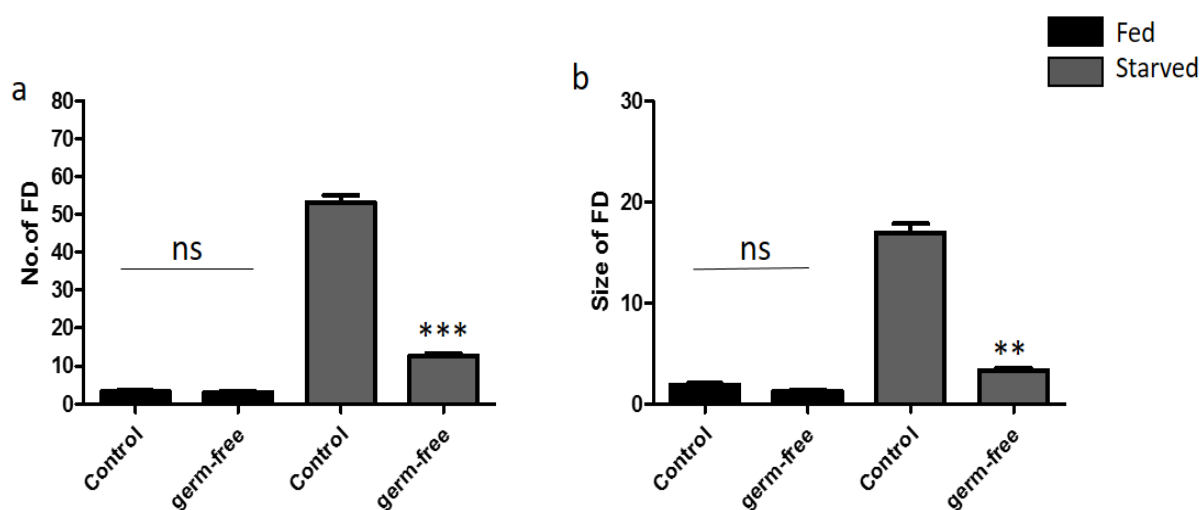 Fed
Starved
a
No.of FD
80
70
60
50
40
30
20
10
0
ns
***
Control
germ-free
Control
germ-free
b
Size of FD
30
20
10
0
ns
**
Control
germ-free
Control
germ-free